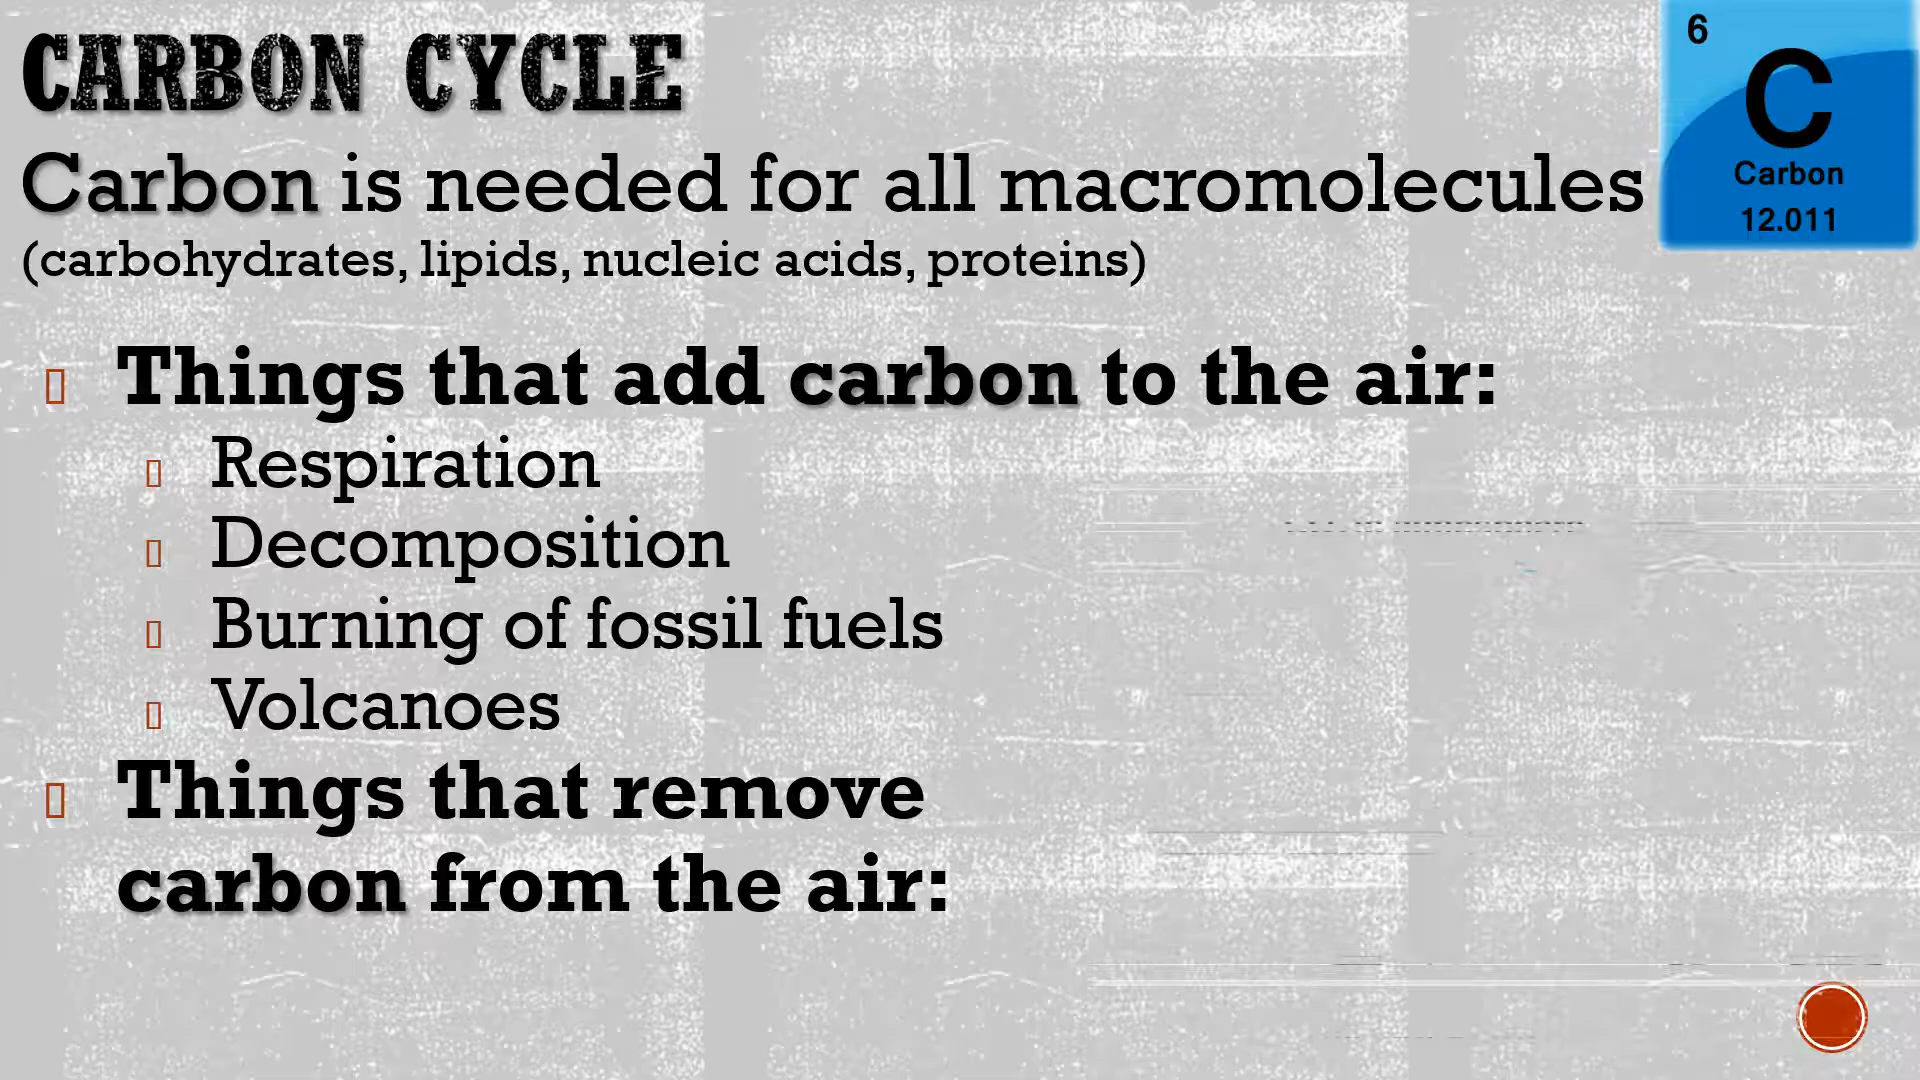 CARBON CYCLE
6
C
Carbon
12.011
Carbon is needed for all macromolecules
(carbohydrates, lipids, nucleic acids, proteins)
Things that add carbon to the air:
Respiration
Decomposition
Burning of fossil fuels
Volcanoes
Things that remove
carbon from the air: